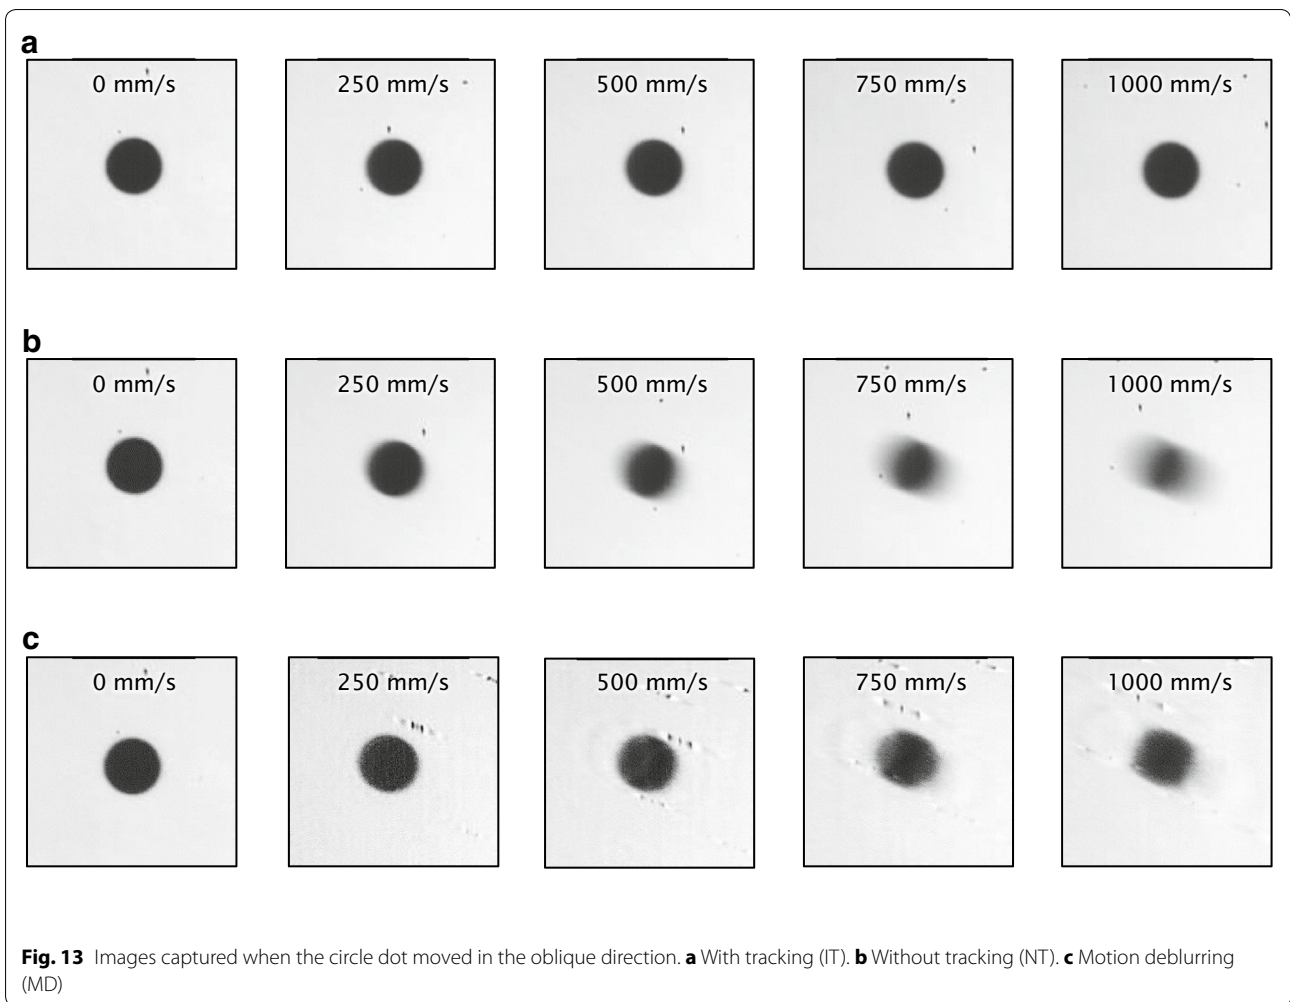 a
0 mm/s
250 mm/s
500 mm/s
750 mm/s
1000 mm/s
b
0 mm/s
250 mm/s
500 mm/s
750 mm/s
1000 mm/s
c
0 mm/s
250 mm/s
500 mm/s
750 mm/s
1000 mm/s
Fig. 13 Images captured when the circle dot moved in the oblique direction. a With tracking (IT). b Without tracking (NT). c Motion deblurring
(MD)